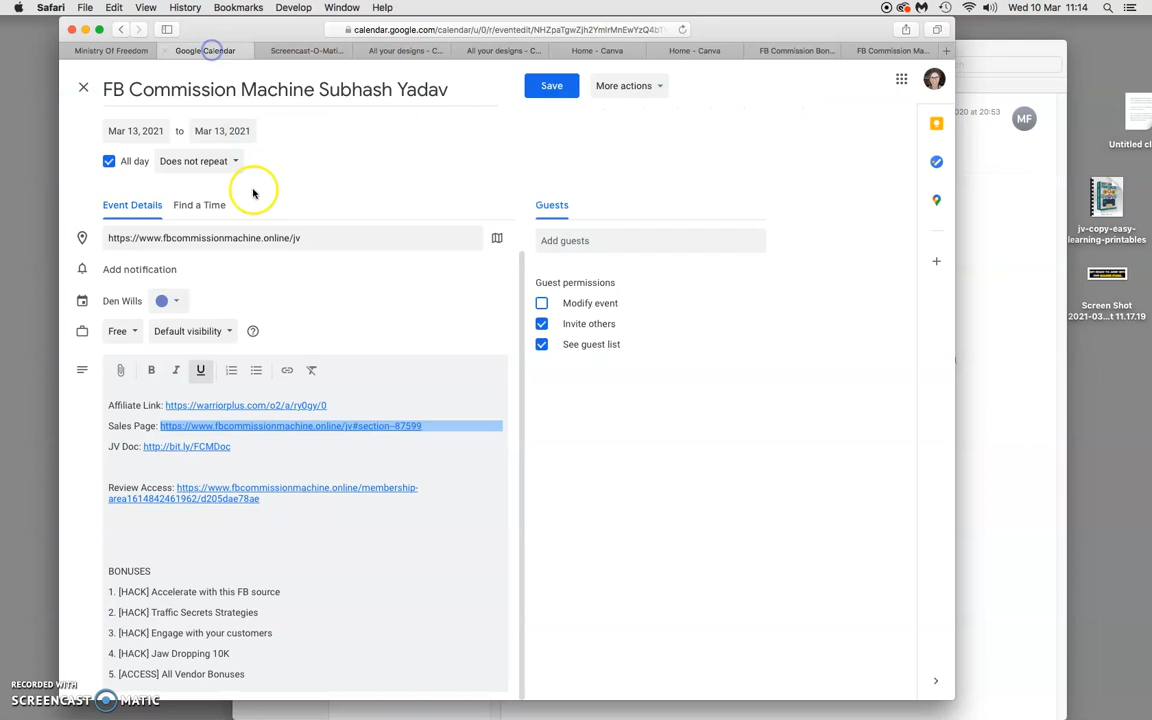 Safari File Edit View History Bookmarks Develop Window Help Wed 10 Mar 11:14
calendar.google.com/calendar/u/0/r/eventedit/NHZpaTgwZjh2YmlrMnEwYzQ4bT
Ministry Of Freedom Google Calendar Screencast-O-Mati... All your designs – C... All your designs – C... Home - Canva Home - Canva FB Commission Bon... FB Commission Ma...
FB Commission Machine Subhash Yadav
Save More actions
020 at 20:53 MF
Mar 13, 2021 to Mar 13, 2021
All day Does not repeat
Event Details Find a Time
Guests
https://www.fbcommissionmachine.online/jv
Add guests
Add notification
Guest permissions
Den Wills
Modify event
Free Default visibility
Invite others
See guest list
Affiliate Link: https://warriorplus.com/o2/a/ry0gy/0
Sales Page: https://www.fbcommissionmachine.online/jv#section--87599
JV Doc: http://bit.ly/FCMDoc
Review Access: https://www.fbcommissionmachine.online/membership-
area1614842461962/d205dae78ae
BONUSES
1. [HACK] Accelerate with this FB source
2. [HACK] Traffic Secrets Strategies
3. [HACK] Engage with your customers
4. [HACK] Jaw Dropping 10K
5. [ACCESS] All Vendor Bonuses
Untitled cl
jv-copy-easy-
learning-printables
Screen Shot
2021-03...t 11.17.19
RECORDED WITH
SCREENCAST MATIC